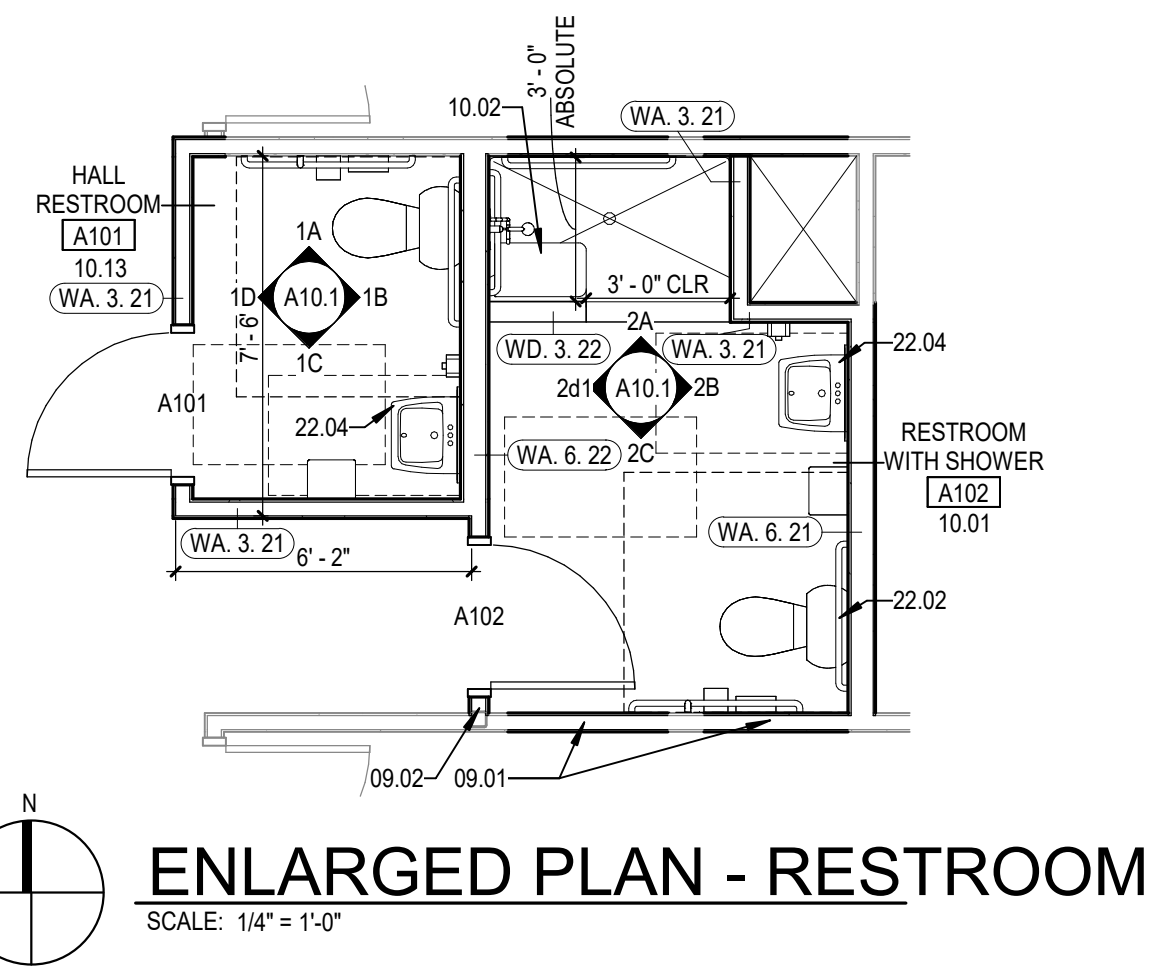 3' - 0"
ABSOLUTE
10.02
WA. 3. 21
HALL
RESTROOM
A101
10.13
WA. 3. 21
1A
1D
A10.1
1B
1C
7' - 6"
3' - 0" CLR
WD. 3. 22
2A
WA. 3. 21
2d1
A10.1
2B
2C
22.04
A101
22.04
WA. 6. 22
RESTROOM
WITH SHOWER
A102
10.01
WA. 6. 21
WA. 3. 21
6' - 2"
A102
22.02
09.02
09.01
N
ENLARGED PLAN - RESTROOM
SCALE: 1/4" = 1'-0"